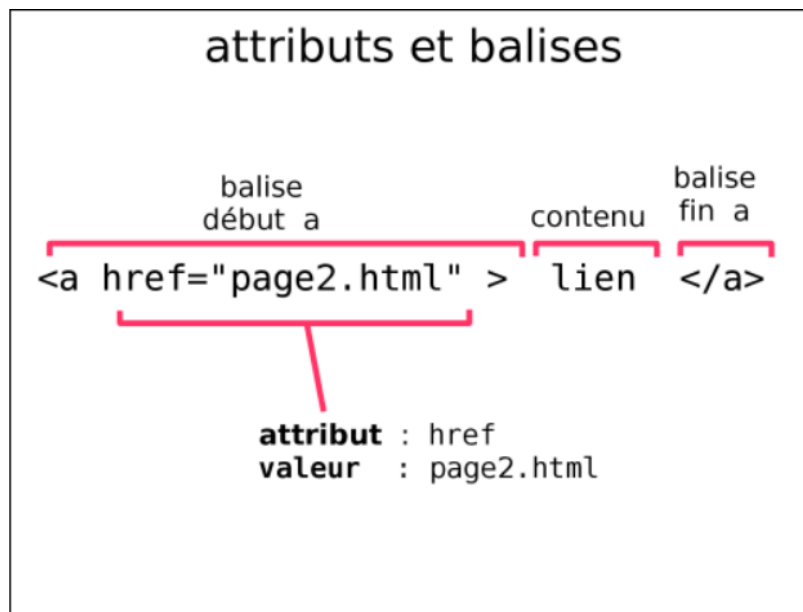 attributs et balises
balise
début a
contenu
balise
fin a
<a href="page2.html" > lien </a>
attribut : href
valeur : page2.html